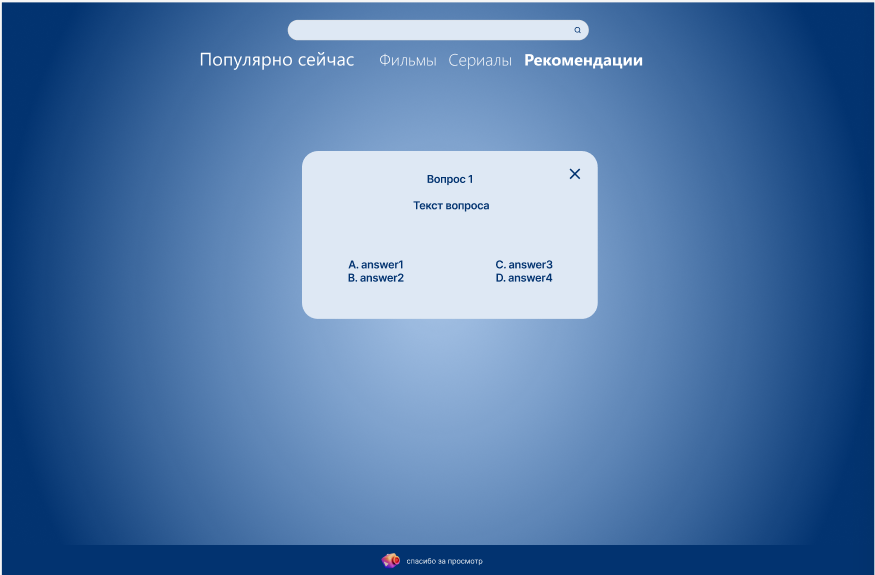 Популярно сейчас Фильмы Сериалы Рекомендации
Вопрос 1
Текст вопроса
A. answer1 C. answer3
B. answer2 D. answer4
спасибо за просмотр